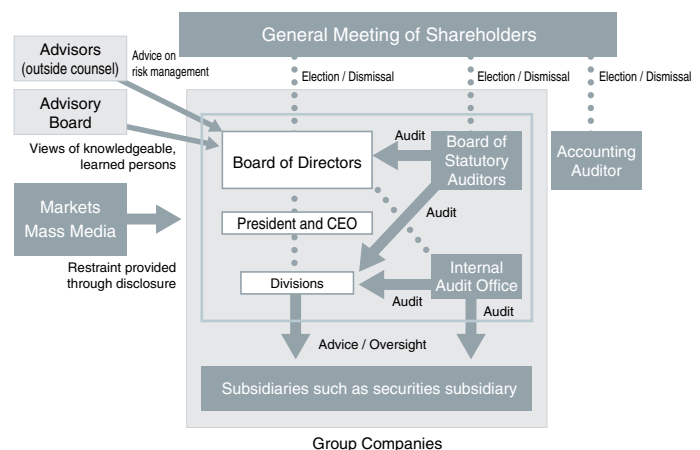 General Meeting of Shareholders
Advisors
(outside counsel)
Advice on
risk management
Election / Dismissal
Election / Dismissal
Election / Dismissal
Advisory
Board
Views of knowledgeable,
learned persons
Board of Directors
Audit
Board of
Statutory
Auditors
Accounting
Auditor
Markets
Mass Media
President and CEO
Audit
Restraint provided
through disclosure
Divisions
Audit
Internal
Audit Office
Audit
Advice / Oversight
Subsidiaries such as securities subsidiary
Group Companies